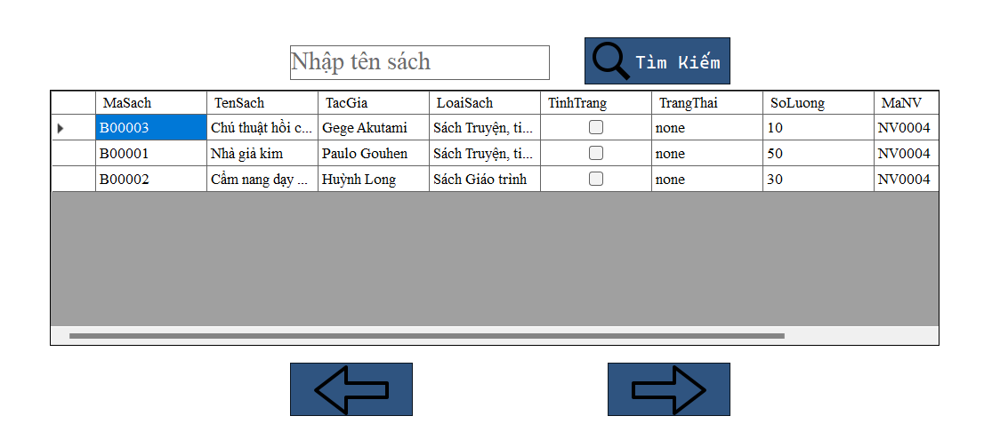 Nhập tên sách
Tìm Kiếm
MaSach TenSach TacGia LoaiSach TinhTrang TrangThai SoLuong MaNV
B00003 Chú thuật hồi c... Gege Akutami Sách Truyện, ti... none 10 NV0004
B00001 Nhà giả kim Paulo Gouhen Sách Truyện, ti... none 50 NV0004
B00002 Cẩm nang dạy ... Huỳnh Long Sách Giáo trình none 30 NV0004